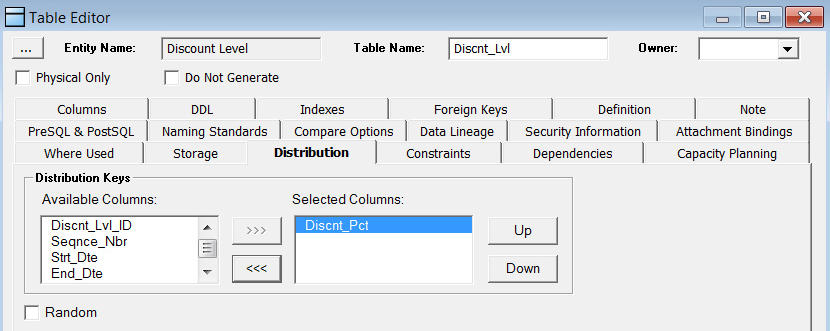 Table Editor
... Entity Name: Discount Level Table Name: Discnt_Lvl Owner:
Physical Only Do Not Generate
Columns DDL Indexes Foreign Keys Definition Note
PreSQL & PostSQL Naming Standards Compare Options Data Lineage Security Information Attachment Bindings
Where Used Storage Distribution Constraints Dependencies Capacity Planning
Distribution Keys
Available Columns: Selected Columns:
Discnt_Lvl_ID >>> Discnt_Pct Up
Seqnce_Nbr
Strt_Dte
End_Dte <<< Down
Random